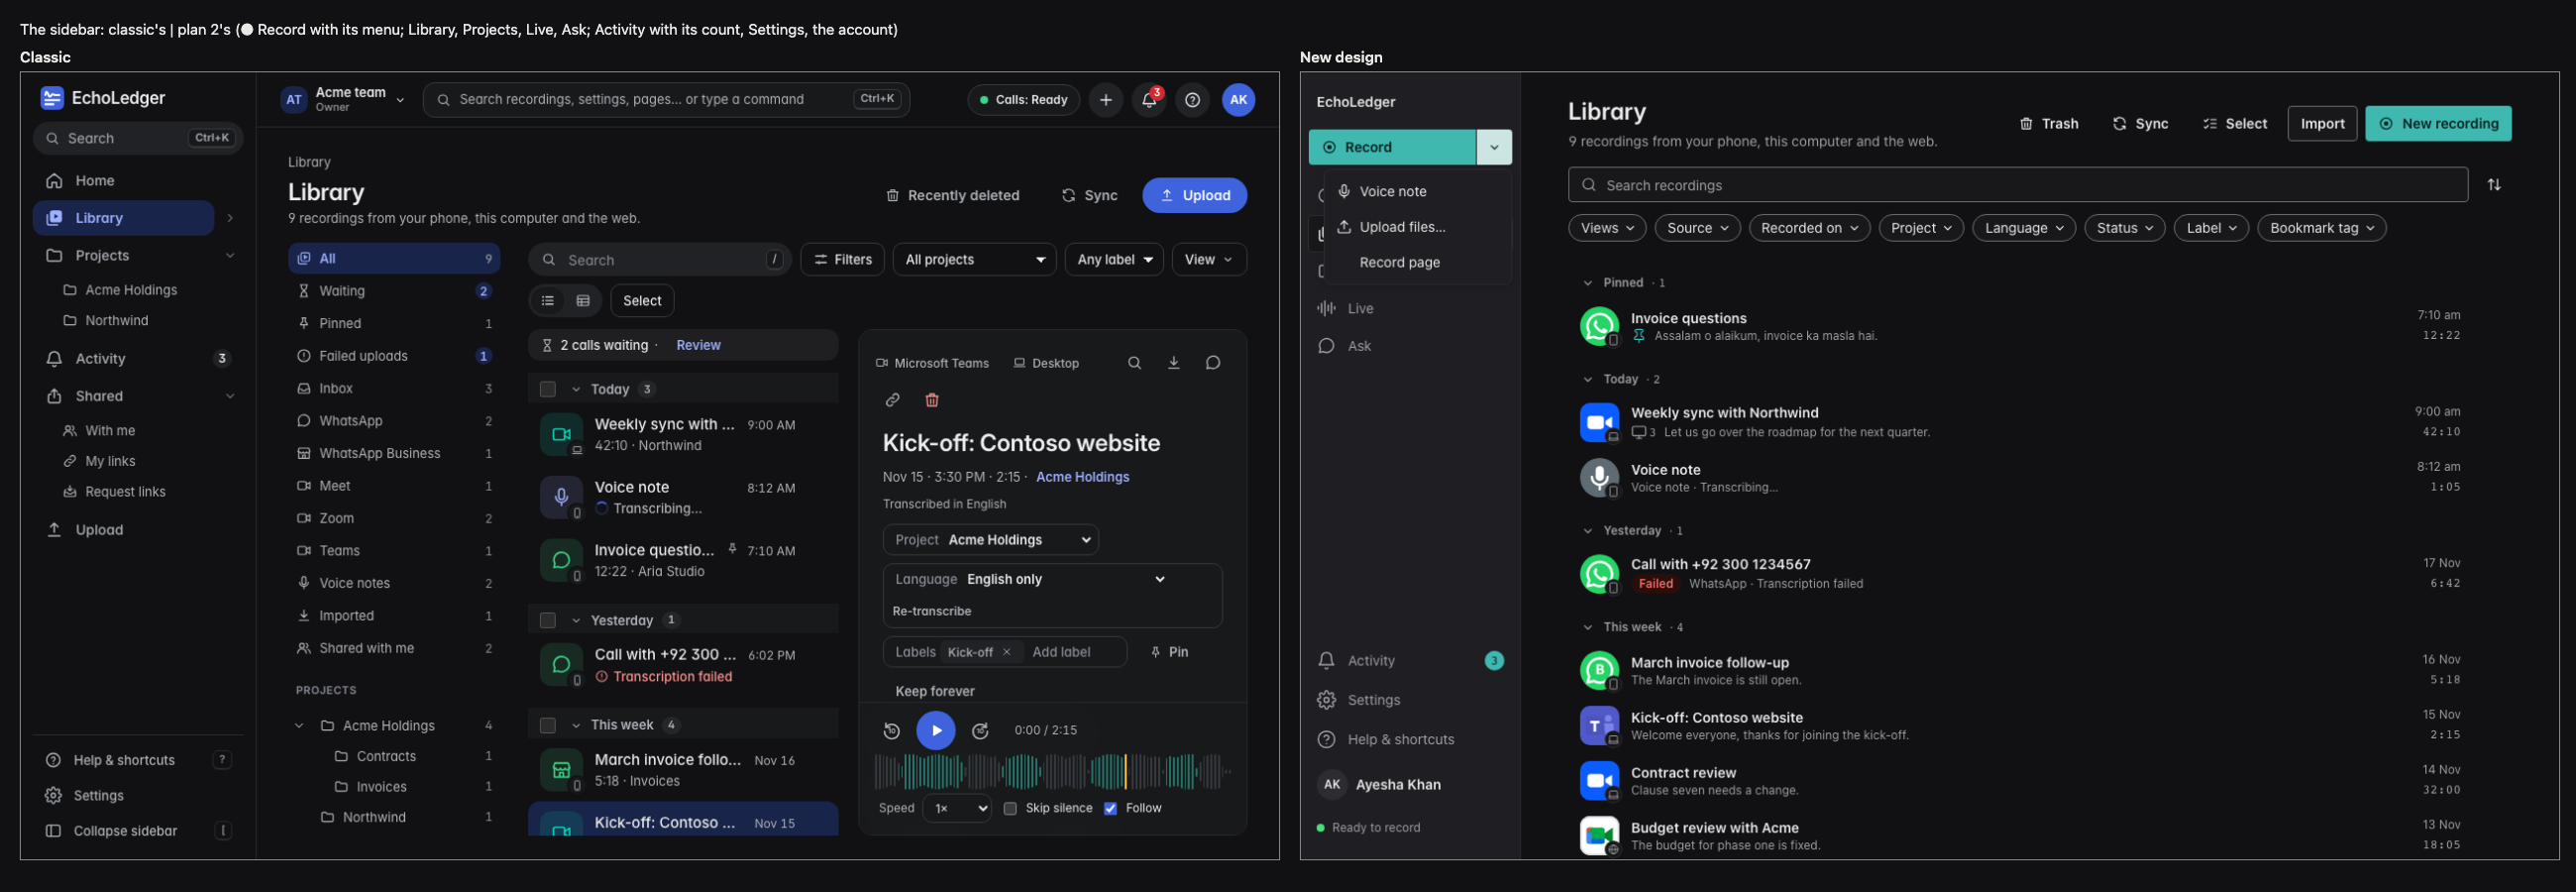 The sidebar: classic's | plan 2's (● Record with its menu; Library, Projects, Live, Ask; Activity with its count, Settings, the account)
Classic
EchoLedger
Search Ctrl+K
Home
Library
Projects
Acme Holdings
Northwind
Activity 3
Shared
With me
My links
Request links
Upload
Help & shortcuts ?
Settings
Collapse sidebar [
AT Acme team
Owner
Search recordings, settings, pages... or type a command Ctrl+K
Calls: Ready
3
AK
Library
Library
9 recordings from your phone, this computer and the web.
Recently deleted Sync Upload
All 9
Waiting 2
Pinned 1
Failed uploads 1
Inbox 3
WhatsApp 2
WhatsApp Business 1
Meet 1
Zoom 2
Teams 1
Voice notes 2
Imported 1
Shared with me 2
PROJECTS
Acme Holdings 4
Contracts 1
Invoices 1
Northwind 1
Search / Filters All projects Any label View
Select
2 calls waiting · Review
Today 3
Weekly sync with ... 9:00 AM
42:10 · Northwind
Voice note 8:12 AM
Transcribing...
Invoice questio... 7:10 AM
12:22 · Aria Studio
Yesterday 1
Call with +92 300 ... 6:02 PM
Transcription failed
This week 4
March invoice follo... Nov 16
5:18 · Invoices
Kick-off: Contoso ... Nov 15
Microsoft Teams Desktop
Kick-off: Contoso website
Nov 15 · 3:30 PM · 2:15 · Acme Holdings
Transcribed in English
Project Acme Holdings
Language English only
Re-transcribe
Labels Kick-off × Add label Pin
Keep forever
10 10 0:00 / 2:15
Speed 1× Skip silence Follow
New design
EchoLedger
Record
Voice note
Upload files...
Record page
Live
Ask
Activity 3
Settings
Help & shortcuts
AK Ayesha Khan
Ready to record
Library
9 recordings from your phone, this computer and the web.
Trash Sync Select Import New recording
Search recordings
Views Source Recorded on Project Language Status Label Bookmark tag
Pinned · 1
Invoice questions 7:10 am
Assalam o alaikum, invoice ka masla hai. 12:22
Today · 2
Weekly sync with Northwind 9:00 am
3 Let us go over the roadmap for the next quarter. 42:10
Voice note 8:12 am
Voice note · Transcribing... 1:05
Yesterday · 1
Call with +92 300 1234567 17 Nov
Failed WhatsApp · Transcription failed 6:42
This week · 4
March invoice follow-up 16 Nov
The March invoice is still open. 5:18
Kick-off: Contoso website 15 Nov
Welcome everyone, thanks for joining the kick-off. 2:15
Contract review 14 Nov
Clause seven needs a change. 32:00
Budget review with Acme 13 Nov
The budget for phase one is fixed. 18:05